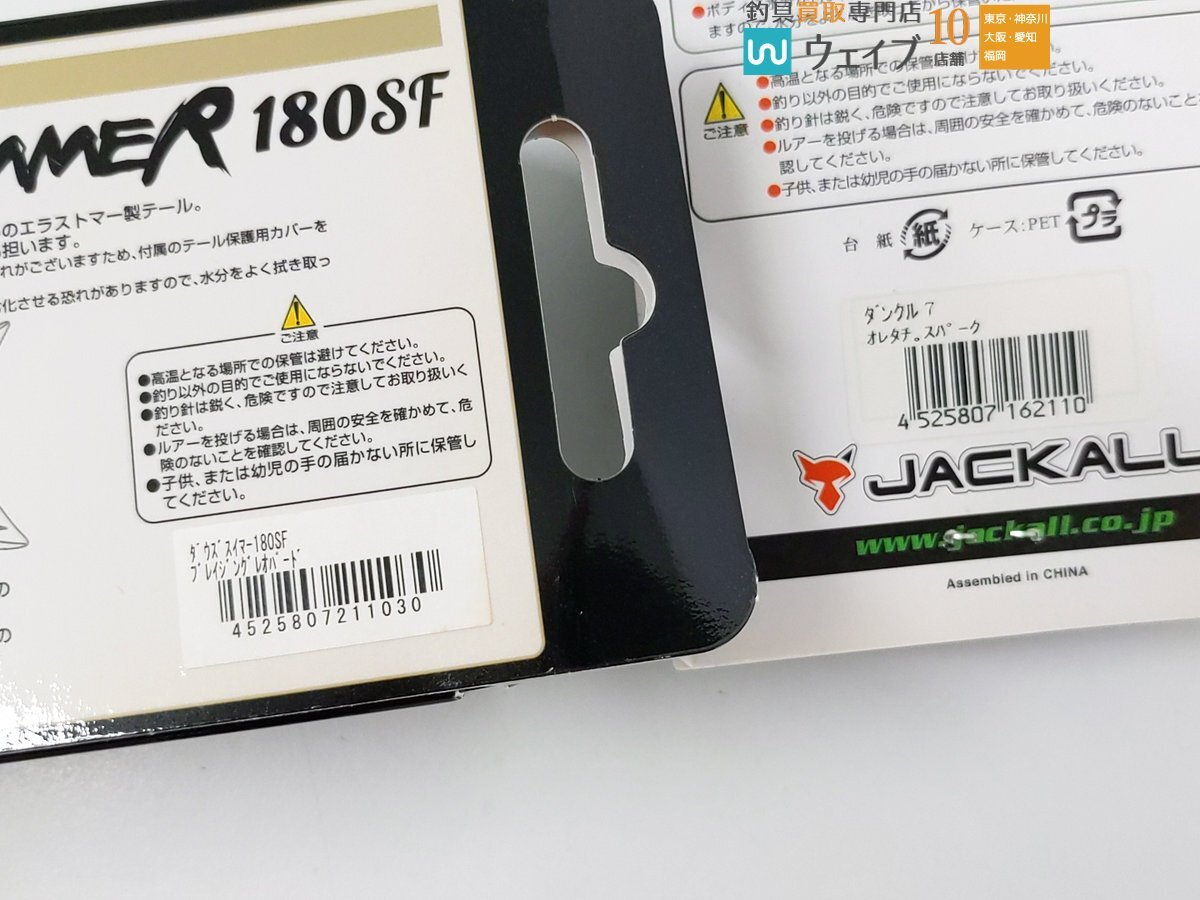 MMER 180SF
のエラストマー製テール。
担います。
れがございますため、付属のテール保護用カバーを
化させる恐れがありますので、水分をよく拭き取っ
ご注意
●高温となる場所での保管は避けてください。
●釣り以外の目的でご使用にならないでください。
●釣り針は鋭く、危険ですので注意してお取り扱いく
ださい。
●ルアーを投げる場合は、周囲の安全を確かめて、危
険のないことを確認してください。
●子供、または幼児の手の届かない所に保管し
てください。
ダウズスイマー180SF
ブレイジングレオパード
4525807211030
の
の
釣具買取専門店
ウェイブ
10店舗
東京・神奈川
大阪・愛知
福岡
●ボディ
ご注意
●高温となる場所での保管
●釣り以外の目的でご使用にならないでください。
●釣り針は鋭く、危険ですので注意してお取り扱いください。
●ルアーを投げる場合は、周囲の安全を確かめて、危険のないこと
認してください。
●子供、または幼児の手の届かない所に保管してください。
台紙 紙 ケース:PET プラ
ダンクル7
オレタチ。スパーク
4 525807 162110
JACKALL
www.jackall.co.jp
Assembled in CHINA